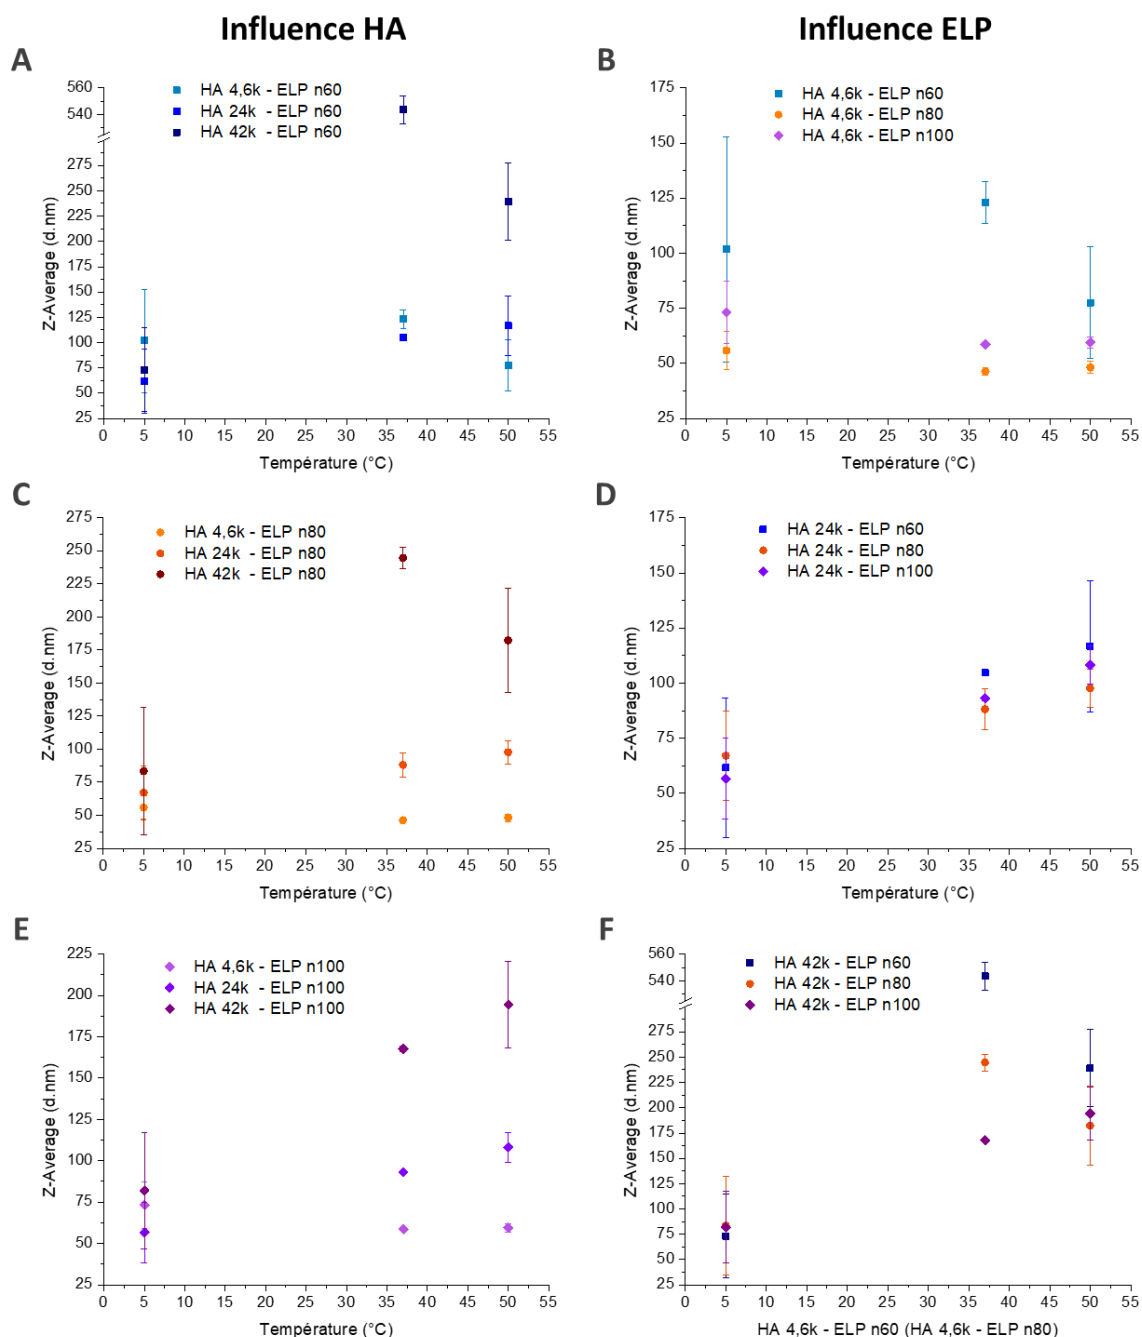 Influence HA
Influence ELP
A
HA 4,6k - ELP n60
HA 24k - ELP n60
HA 42k - ELP n60
Z-Average (d.nm)
560
540
275
250
225
200
175
150
125
100
75
50
25
0 5 10 15 20 25 30 35 40 45 50 55
Température (°C)
B
HA 4,6k - ELP n60
HA 4,6k - ELP n80
HA 4,6k - ELP n100
Z-Average (d.nm)
175
150
125
100
75
50
25
0 5 10 15 20 25 30 35 40 45 50 55
Température (°C)
C
HA 4,6k - ELP n80
HA 24k - ELP n80
HA 42k - ELP n80
Z-Average (d.nm)
275
250
225
200
175
150
125
100
75
50
25
0 5 10 15 20 25 30 35 40 45 50 55
Température (°C)
D
HA 24k - ELP n60
HA 24k - ELP n80
HA 24k - ELP n100
Z-Average (d.nm)
175
150
125
100
75
50
25
0 5 10 15 20 25 30 35 40 45 50 55
Température (°C)
E
HA 4,6k - ELP n100
HA 24k - ELP n100
HA 42k - ELP n100
Z-Average (d.nm)
225
200
175
150
125
100
75
50
25
0 5 10 15 20 25 30 35 40 45 50 55
Température (°C)
F
HA 42k - ELP n60
HA 42k - ELP n80
HA 42k - ELP n100
Z-Average (d.nm)
560
540
275
250
225
200
175
150
125
100
75
50
25
0 5 10 15 20 25 30 35 40 45 50 55
HA 4,6k - ELP n60 (HA 4,6k - ELP n80)